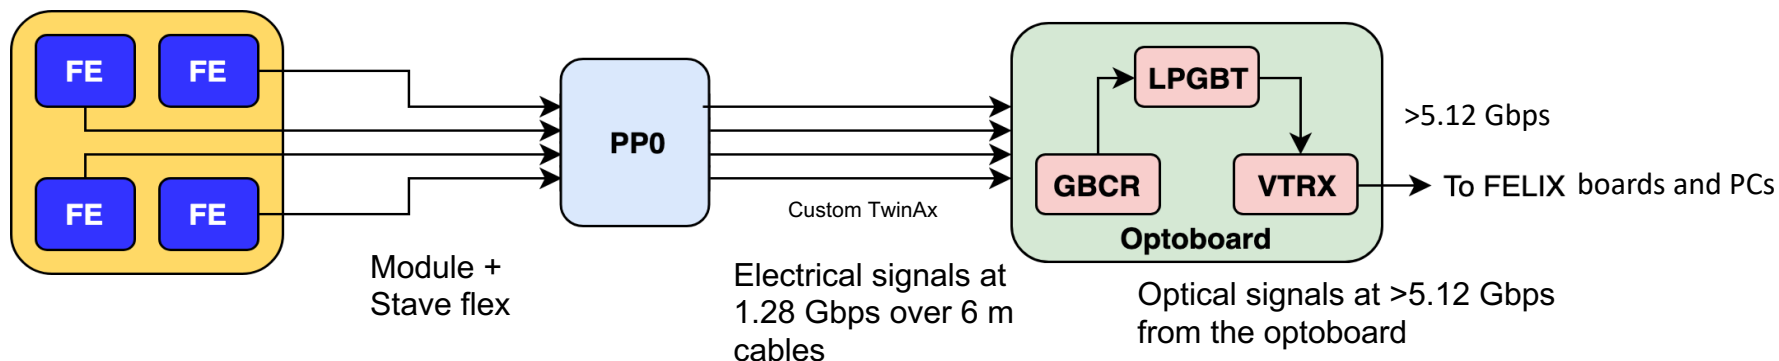 FE
FE
FE
FE
Module +
Stave flex
PP0
Custom TwinAx
Electrical signals at
1.28 Gbps over 6 m
cables
LPGBT
GBCR
VTRX
Optoboard
>5.12 Gbps
To FELIX boards and PCs
Optical signals at >5.12 Gbps
from the optoboard